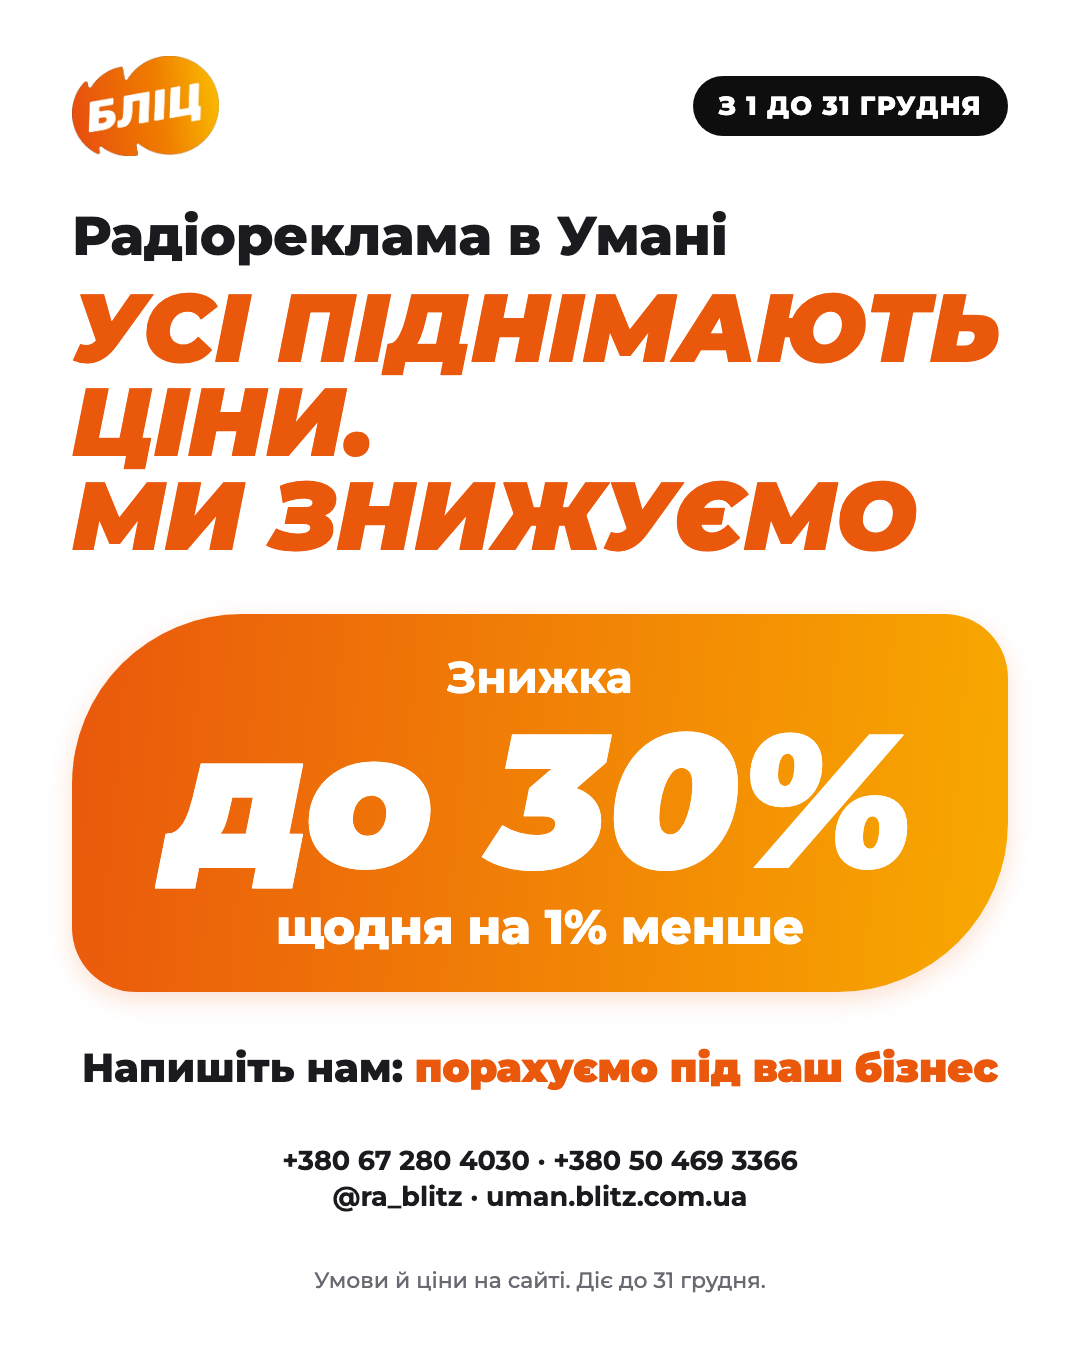 БЛІЦ
З 1 ДО 31 ГРУДНЯ
Радіореклама в Умані
УСІ ПІДНІМАЮТЬ
ЦІНИ.
МИ ЗНИЖУЄМО
Знижка
до 30%
щодня на 1% менше
Напишіть нам: порахуємо під ваш бізнес
+380 67 280 4030 · +380 50 469 3366
@ra_blitz · uman.blitz.com.ua
Умови й ціни на сайті. Діє до 31 грудня.